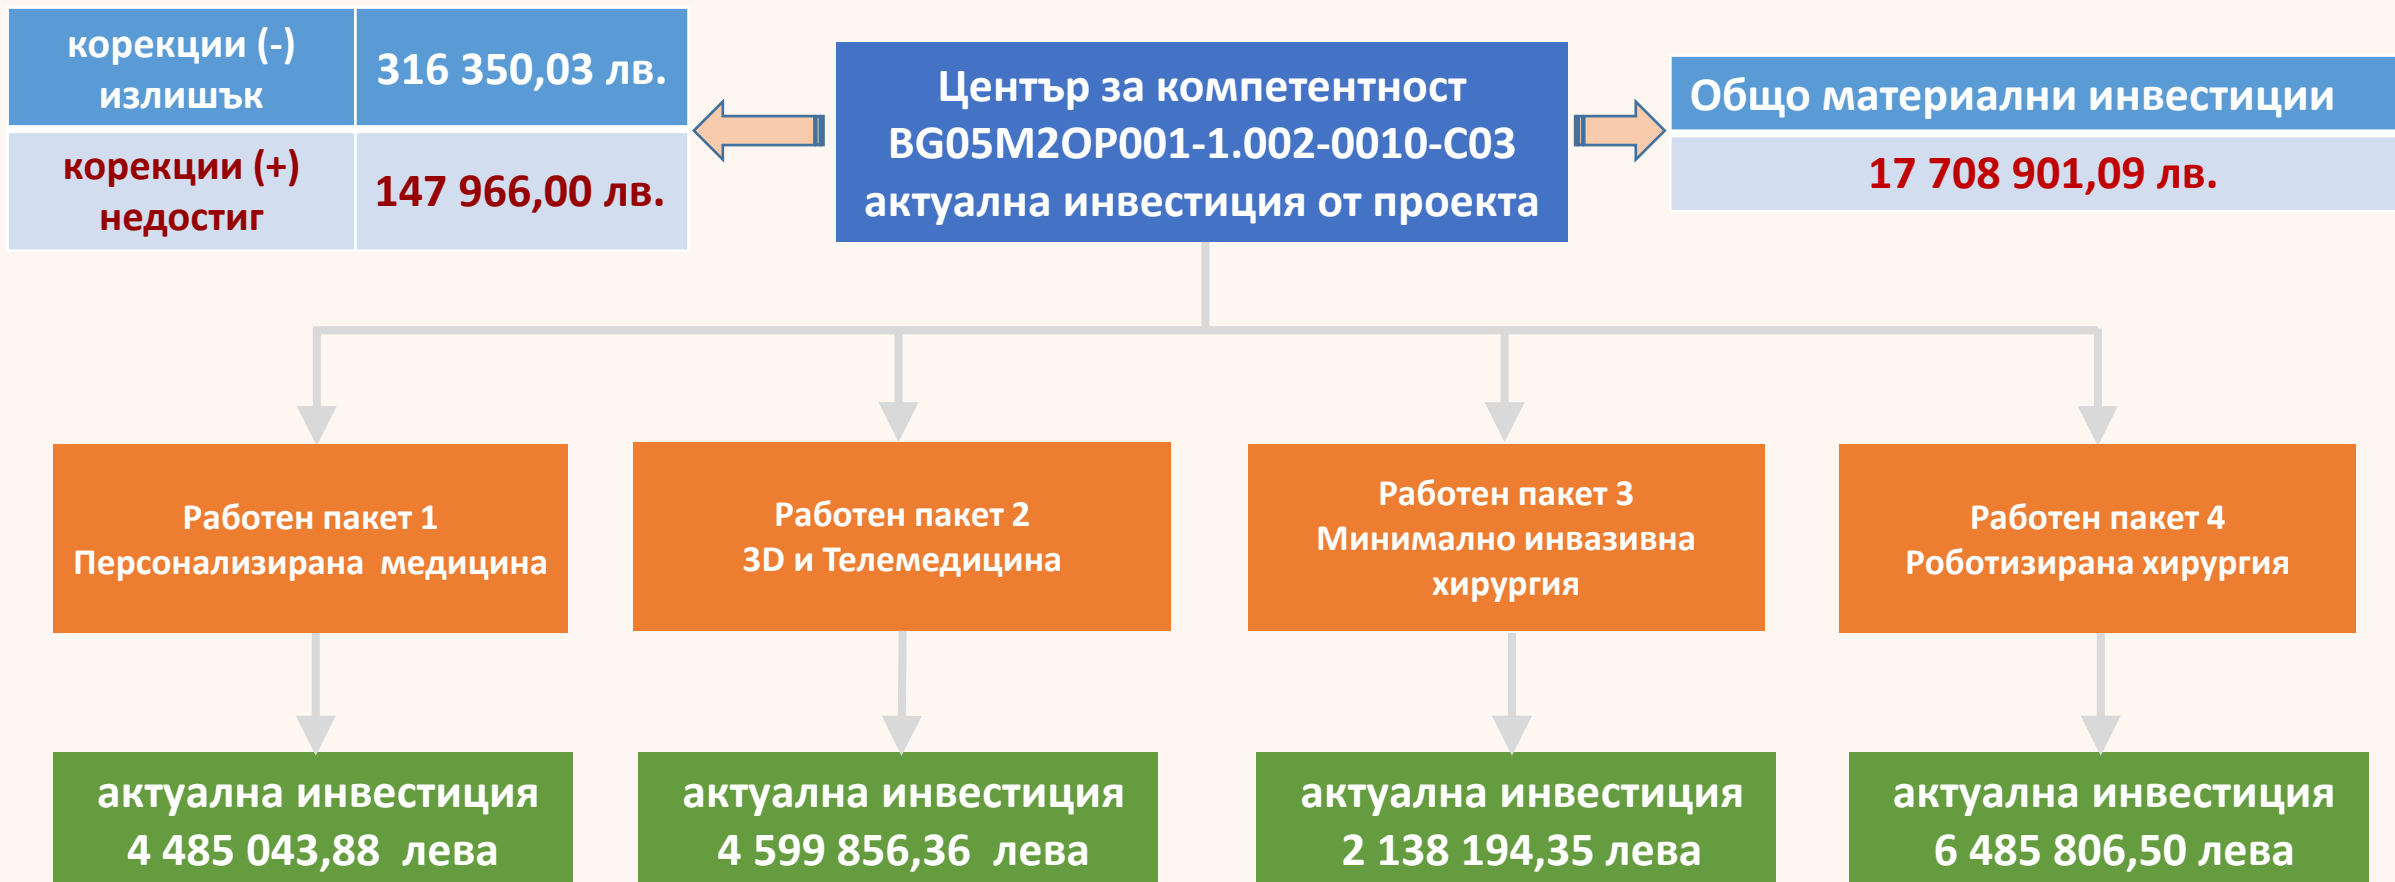 корекции (-)
излишък
316 350,03 лв.
корекции (+)
недостиг
147 966,00 лв.
Център за компетентност
BG05M2OP001-1.002-0010-C03
актуална инвестиция от проекта
Общо материални инвестиции
17 708 901,09 лв.
Работен пакет 1
Персонализирана медицина
Работен пакет 2
3D и Телемедицина
Работен пакет 3
Минимално инвазивна
хирургия
Работен пакет 4
Роботизирана хирургия
актуална инвестиция
4 485 043,88 лева
актуална инвестиция
4 599 856,36 лева
актуална инвестиция
2 138 194,35 лева
актуална инвестиция
6 485 806,50 лева